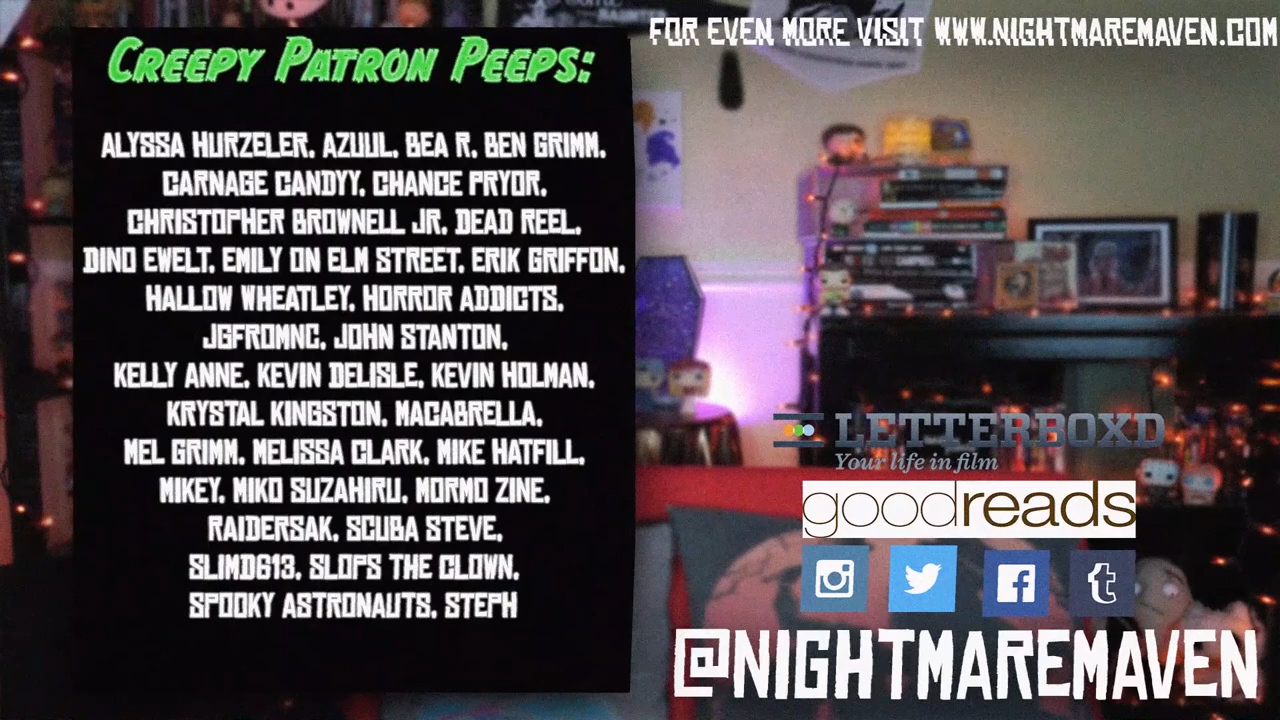 FOR EVEN MORE VISIT WWW.NIGHTMAREMAVEN.COM
CREEPY PATRON PEEPS:
ALYSSA HURZELER, AZUUL, BEA R, BEN GRIMM,
CARNAGE CANDYY, CHANCE PRYOR,
CHRISTOPHER BROWNELL JR, DEAD REEL,
DINO EWELT, EMILY ON ELM STREET, ERIK GRIFFON,
HALLOW WHEATLEY, HORROR ADDICTS,
JGFROMNC, JOHN STANTON,
KELLY ANNE, KEVIN DELISLE, KEVIN HOLMAN,
KRYSTAL KINGSTON, MACABRELLA,
MEL GRIMM, MELISSA CLARK, MIKE HATFILL,
MIKEY, MIKO SUZAHIRU, MORMO ZINE,
RAIDERSAK, SCUBA STEVE,
SLIMD613, SLOPS THE CLOWN,
SPOOKY ASTRONAUTS, STEPH
LETTERBOXD
Your life in film
goodreads
@NIGHTMAREMAVEN